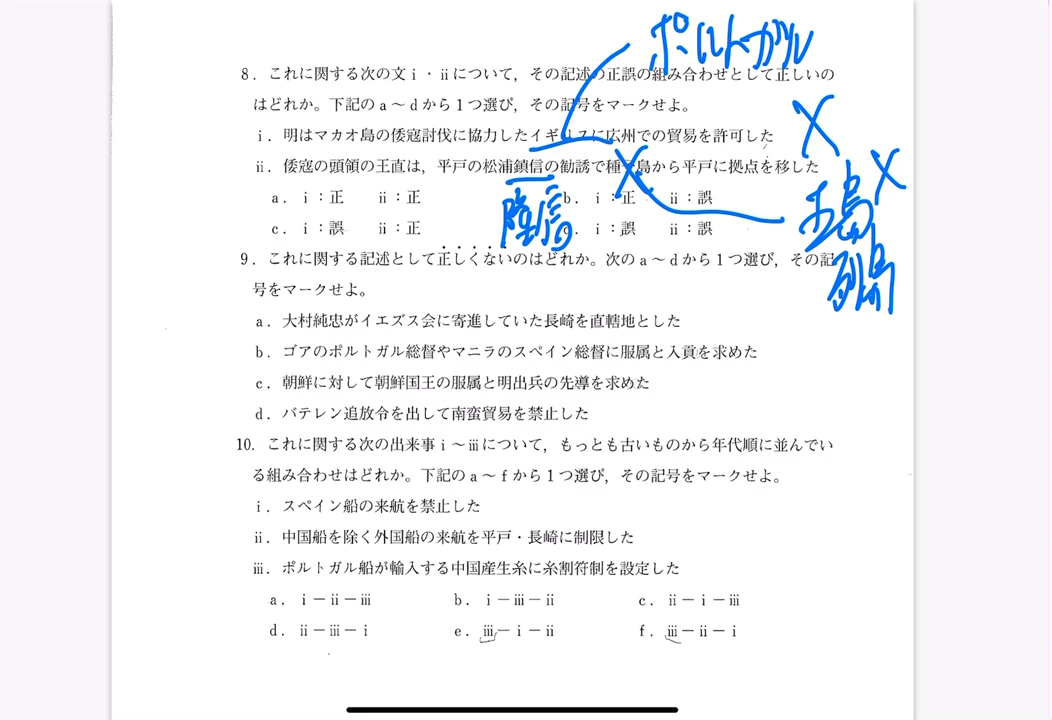 ポルトガル
8．これに関する次の文ⅰ・ⅱについて，その記述の正誤の組み合わせとして正しいの
はどれか。下記のａ～ｄから１つ選び，その記号をマークせよ。
ⅰ．明はマカオ島の倭寇討伐に協力したイギリスに広州での貿易を許可した
ⅱ．倭寇の頭領の王直は，平戸の松浦鎮信の勧誘で種子島から平戸に拠点を移した
ａ．ⅰ：正 ⅱ：正 ｂ．ⅰ：正 ⅱ：誤
ｃ．ⅰ：誤 ⅱ：正 ｄ．ⅰ：誤 ⅱ：誤
隆信
五島
列島
9．これに関する記述として正しくないのはどれか。次のａ～ｄから１つ選び，その記
号をマークせよ。
ａ．大村純忠がイエズス会に寄進していた長崎を直轄地とした
ｂ．ゴアのポルトガル総督やマニラのスペイン総督に服属と入貢を求めた
ｃ．朝鮮に対して朝鮮国王の服属と明出兵の先導を求めた
ｄ．バテレン追放令を出して南蛮貿易を禁止した
10．これに関する次の出来事ⅰ～ⅲについて，もっとも古いものから年代順に並んでい
る組み合わせはどれか。下記のａ～ｆから１つ選び，その記号をマークせよ。
ⅰ．スペイン船の来航を禁止した
ⅱ．中国船を除く外国船の来航を平戸・長崎に制限した
ⅲ．ポルトガル船が輸入する中国産生糸に糸割符制を設定した
ａ．ⅰ－ⅱ－ⅲ ｂ．ⅰ－ⅲ－ⅱ ｃ．ⅱ－ⅰ－ⅲ
ｄ．ⅱ－ⅲ－ⅰ ｅ．ⅲ－ⅰ－ⅱ ｆ．ⅲ－ⅱ－ⅰ